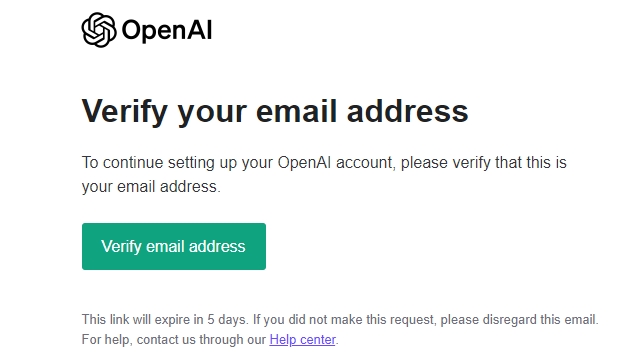 OpenAI
Verify your email address
To continue setting up your OpenAI account, please verify that this is
your email address.
Verify email address
This link will expire in 5 days. If you did not make this request, please disregard this email.
For help, contact us through our Help center.